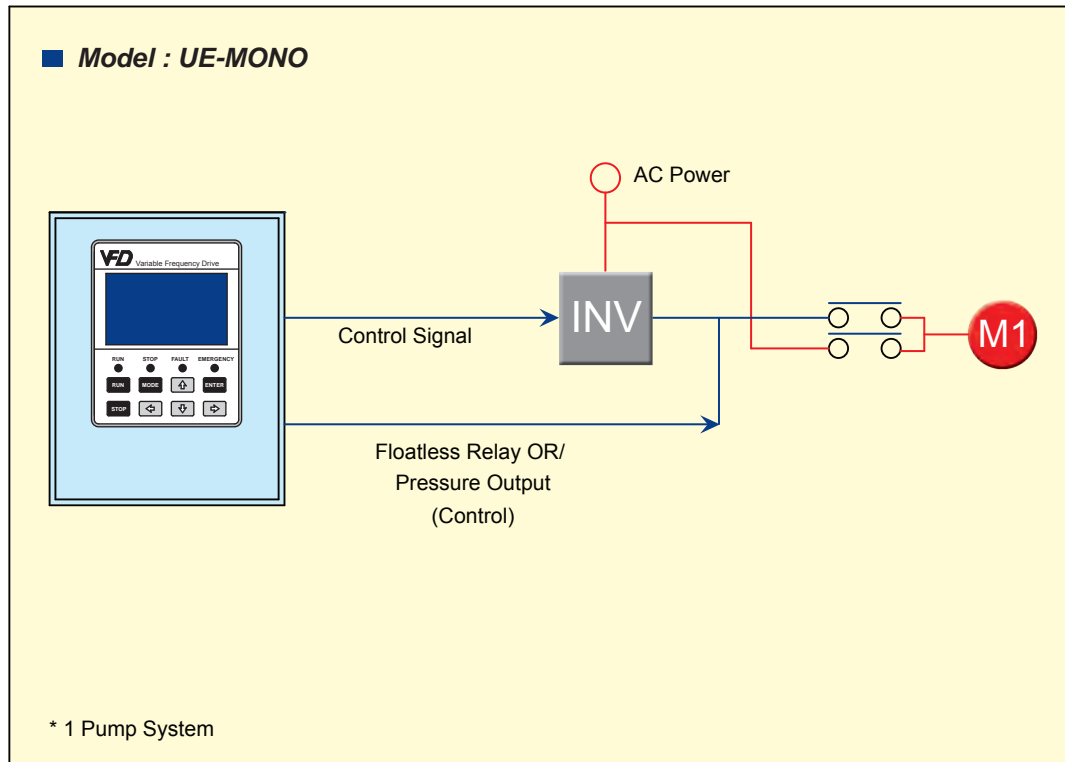 Model : UE-MONO
AC Power
VFD Variable Frequency Drive
INV
Control Signal
M1
RUN STOP FAULT EMERGENCY
RUN MODE ENTER
STOP
Floatless Relay OR/
Pressure Output
(Control)
* 1 Pump System